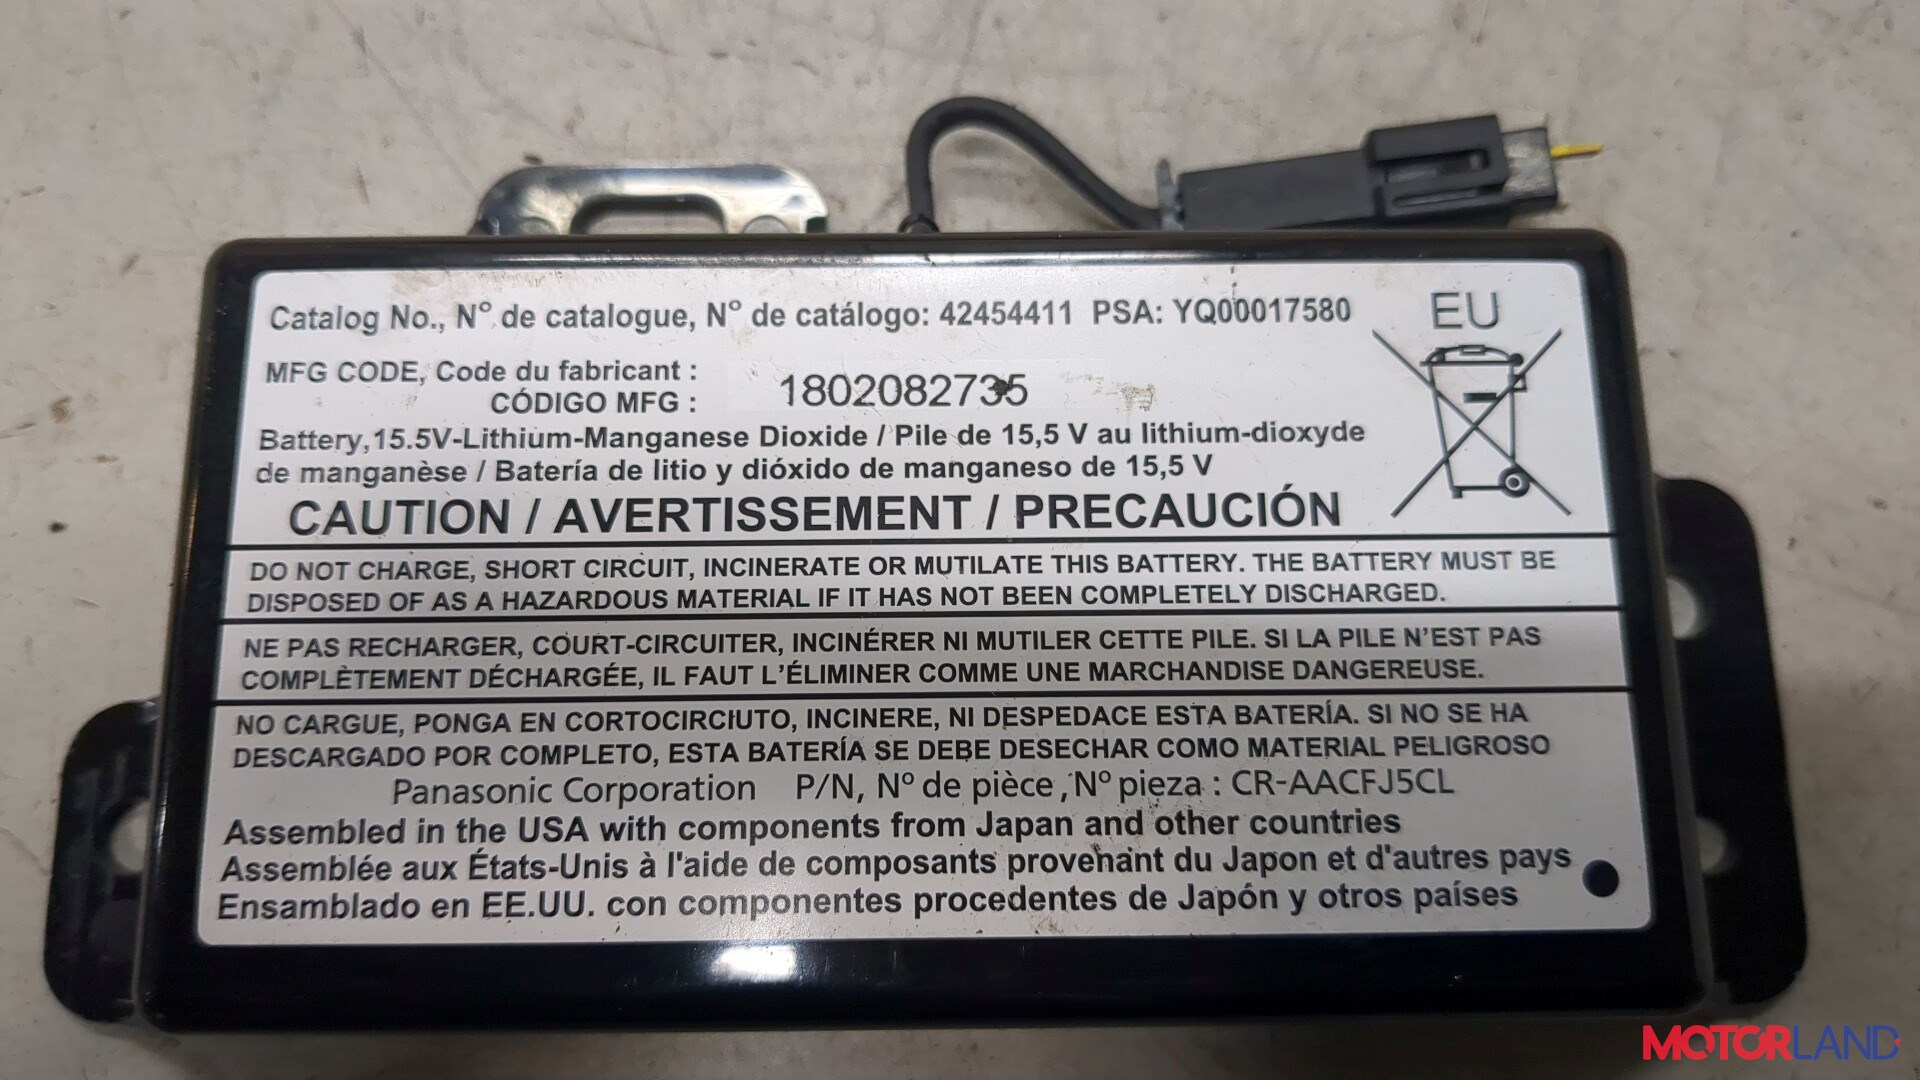 Catalog No., N° de catalogue, N° de catálogo: 42454411 PSA: YQ00017580
EU
MFG CODE, Code du fabricant :
CÓDIGO MFG :
1802082735
Battery,15.5V-Lithium-Manganese Dioxide / Pile de 15,5 V au lithium-dioxyde
de manganèse / Batería de litio y dióxido de manganeso de 15,5 V
CAUTION / AVERTISSEMENT / PRECAUCIÓN
DO NOT CHARGE, SHORT CIRCUIT, INCINERATE OR MUTILATE THIS BATTERY. THE BATTERY MUST BE
DISPOSED OF AS A HAZARDOUS MATERIAL IF IT HAS NOT BEEN COMPLETELY DISCHARGED.
NE PAS RECHARGER, COURT-CIRCUITER, INCINÉRER NI MUTILER CETTE PILE. SI LA PILE N'EST PAS
COMPLÈTEMENT DÉCHARGÉE, IL FAUT L'ÉLIMINER COMME UNE MARCHANDISE DANGEREUSE.
NO CARGUE, PONGA EN CORTOCIRCIUTO, INCINERE, NI DESPEDACE ESTA BATERÍA. SI NO SE HA
DESCARGADO POR COMPLETO, ESTA BATERÍA SE DEBE DESECHAR COMO MATERIAL PELIGROSO
Panasonic Corporation P/N, N° de pièce, N° pieza : CR-AACFJ5CL
Assembled in the USA with components from Japan and other countries
Assemblée aux États-Unis à l'aide de composants provenant du Japon et d'autres pays
Ensamblado en EE.UU. con componentes procedentes de Japón y otros países
MOTORLAND